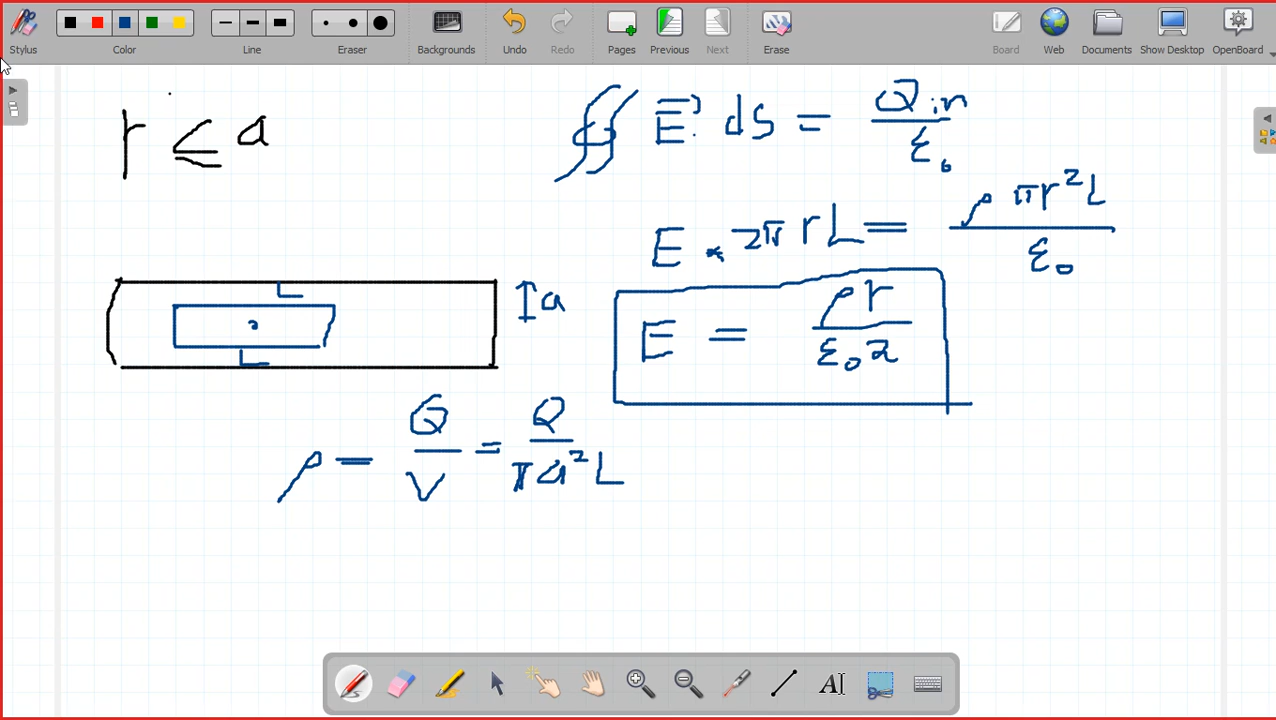 Stylus Color Line Eraser Backgrounds Undo Redo Pages Previous Next Erase Board Web Documents Show Desktop OpenBoard
r ≤ a
∯ E⃗. dS = Qin / ε₀
E * 2π r L = ρ π r² L / ε₀
L
a
L
E = ρ r / ε₀ 2
ρ = Q / V = Q / π a² L
AI